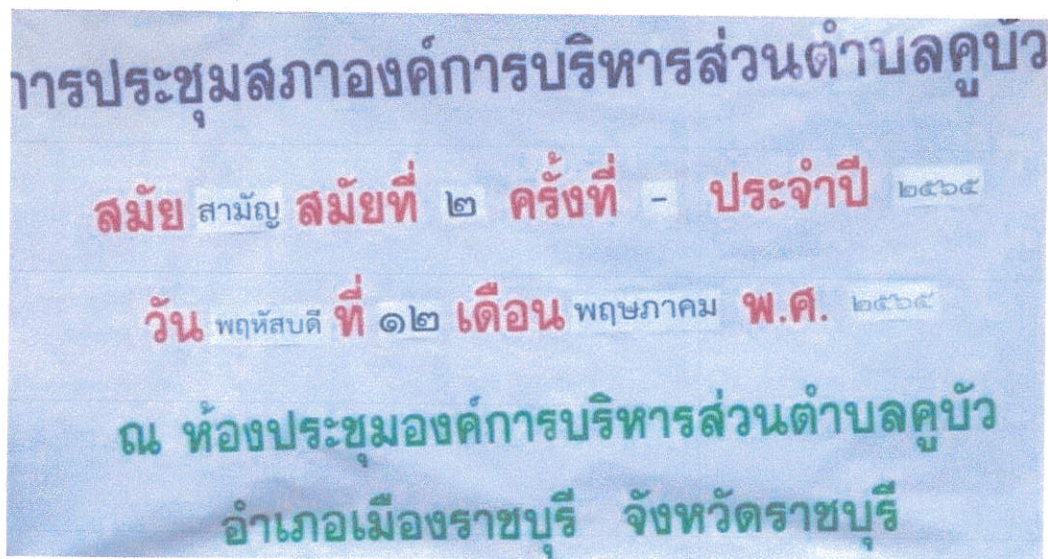 การประชุมสภาองค์การบริหารส่วนตำบลคูบัว
สมัย สามัญ สมัยที่ ๒ ครั้งที่ - ประจำปี ๒๕๖๕
วัน พฤหัสบดี ที่ ๑๒ เดือน พฤษภาคม พ.ศ. ๒๕๖๕
ณ ห้องประชุมองค์การบริหารส่วนตำบลคูบัว
อำเภอเมืองราชบุรี จังหวัดราชบุรี